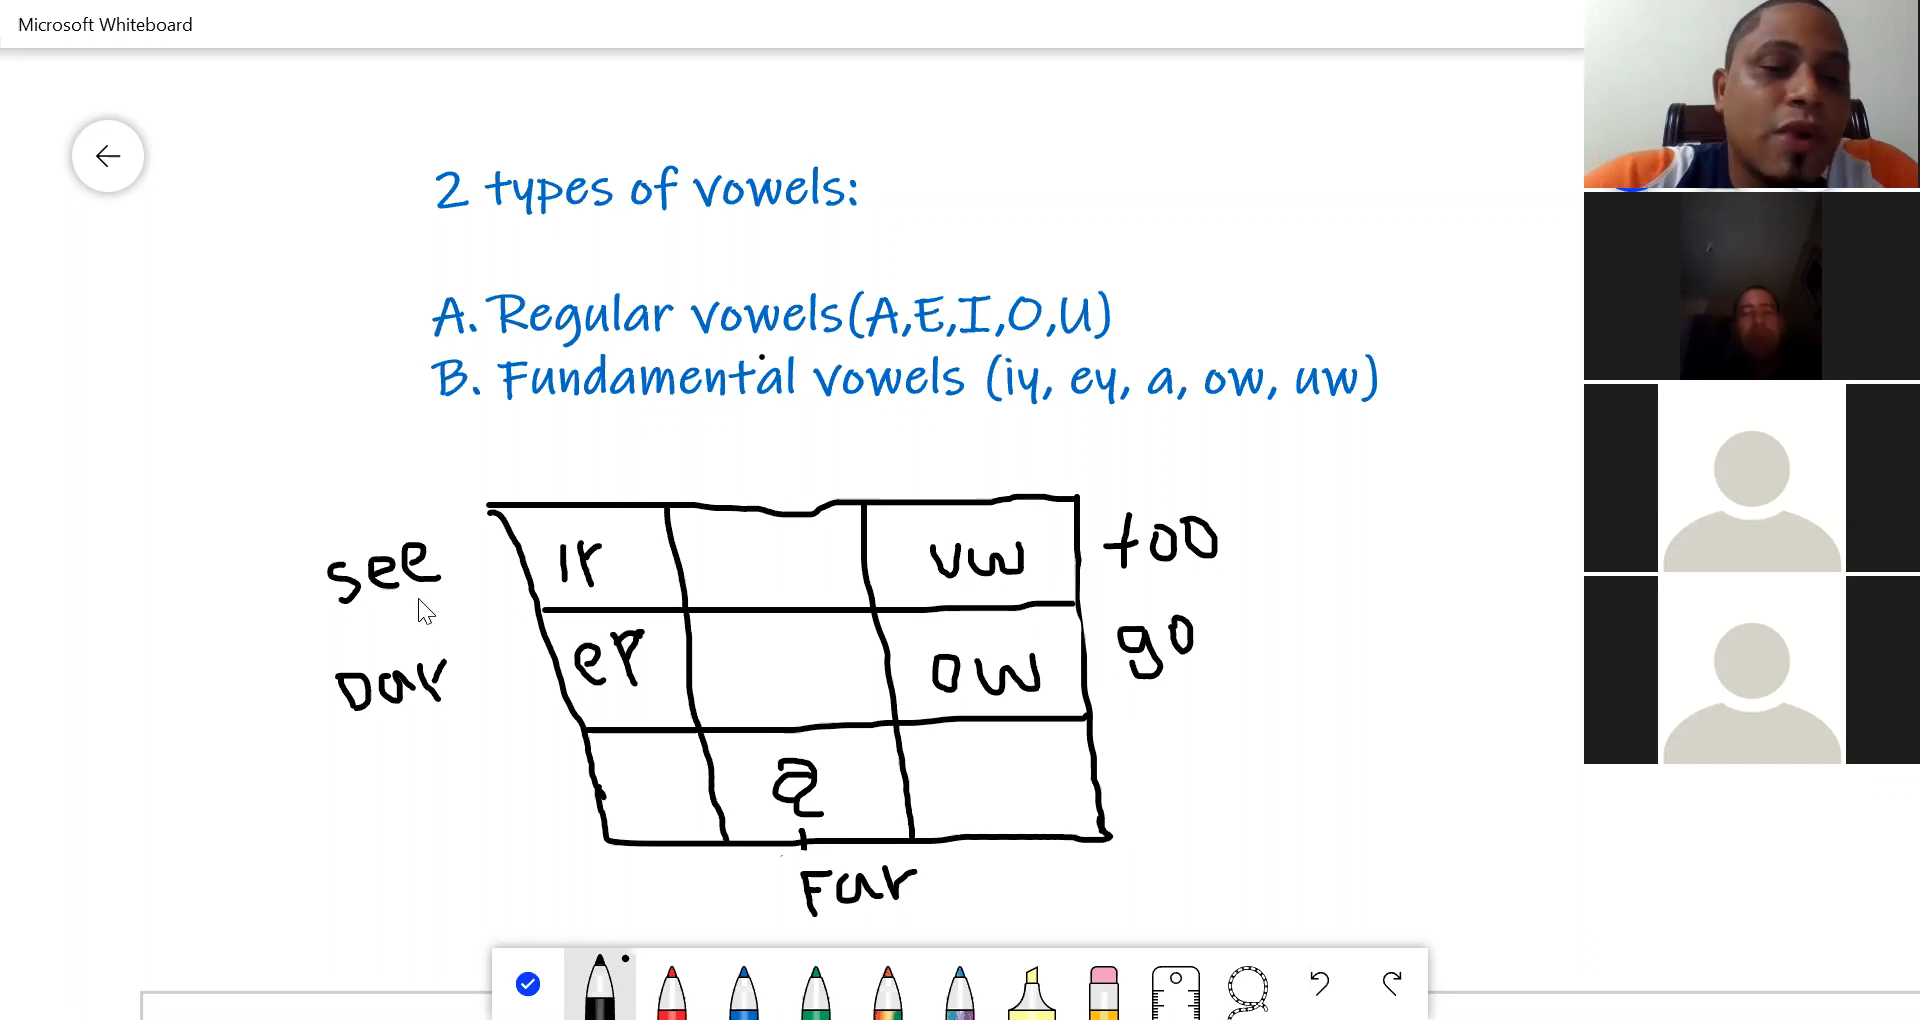 Microsoft Whiteboard
2 types of vowels:
A. Regular vowels(A,E,I,O,U)
B. Fundamental vowels (iy, ey, a, ow, uw)
see iy uw too
Day ey ow go
a
Far